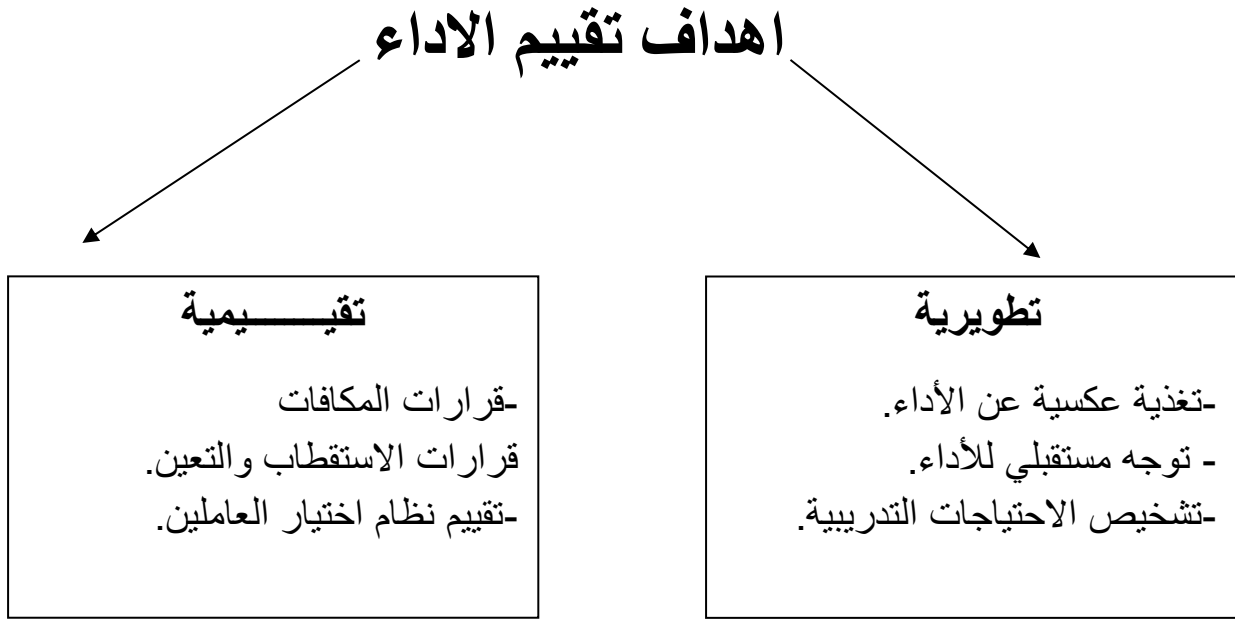 اهداف تقييم الاداء
تطويرية
-تغذية عكسية عن الأداء.
- توجه مستقبلي للأداء.
-تشخيص الاحتياجات التدريبية.
تقيـــــــيمية
-قرارات المكافات
قرارات الاستقطاب والتعين.
-تقييم نظام اختيار العاملين.